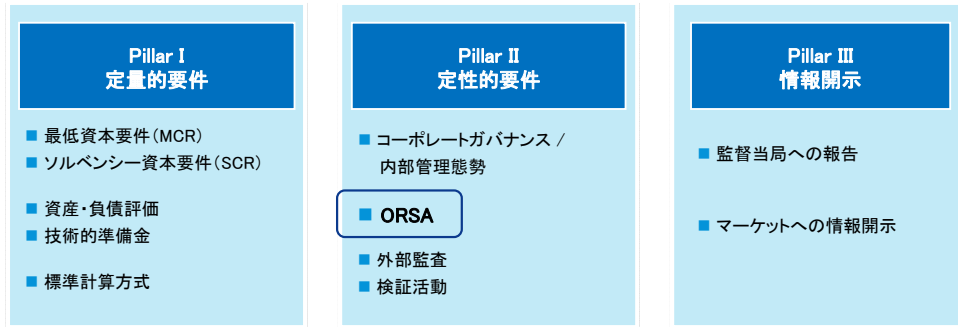 Pillar I
定量的要件
最低資本要件(MCR)
ソルベンシー資本要件(SCR)
資産・負債評価
技術的準備金
標準計算方式
Pillar II
定性的要件
コーポレートガバナンス /
内部管理態勢
ORSA
外部監査
検証活動
Pillar III
情報開示
監督当局への報告
マーケットへの情報開示